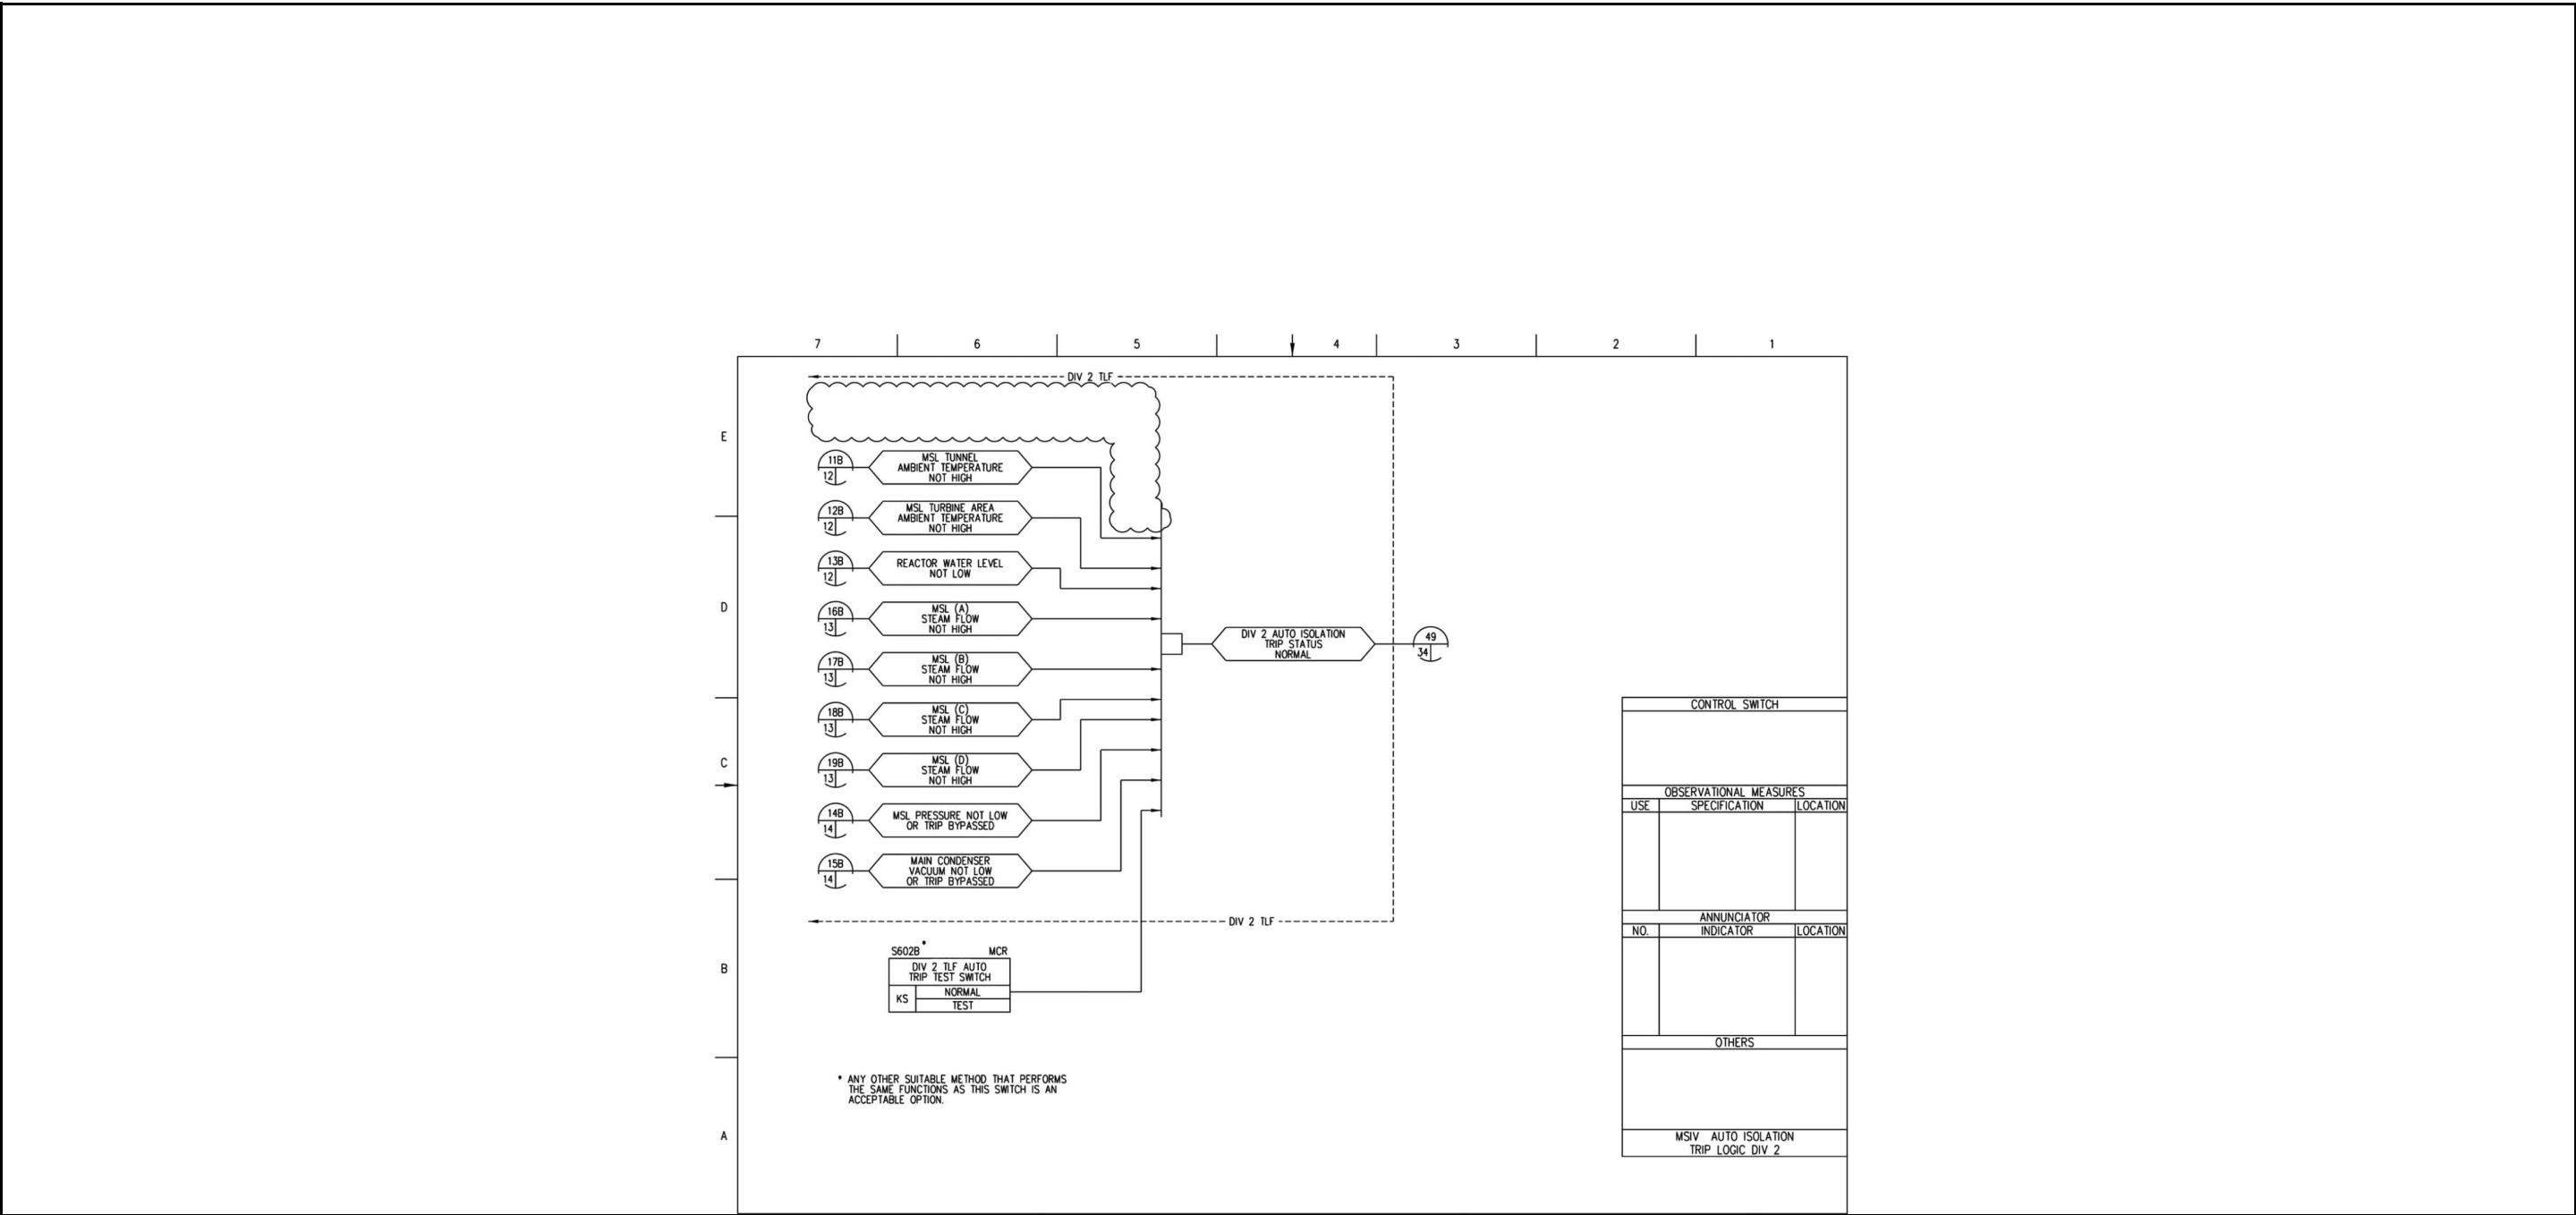 7 6 5 4 3 2 1
DIV 2 TLF
E
D
C
B
A
11B
12
MSL TUNNEL
AMBIENT TEMPERATURE
NOT HIGH
12B
12
MSL TURBINE AREA
AMBIENT TEMPERATURE
NOT HIGH
13B
12
REACTOR WATER LEVEL
NOT LOW
16B
13
MSL (A)
STEAM FLOW
NOT HIGH
17B
13
MSL (B)
STEAM FLOW
NOT HIGH
18B
13
MSL (C)
STEAM FLOW
NOT HIGH
19B
13
MSL (D)
STEAM FLOW
NOT HIGH
14B
14
MSL PRESSURE NOT LOW
OR TRIP BYPASSED
15B
14
MAIN CONDENSER
VACUUM NOT LOW
OR TRIP BYPASSED
DIV 2 AUTO ISOLATION
TRIP STATUS
NORMAL
49
34
DIV 2 TLF
S602B* MCR
DIV 2 TLF AUTO
TRIP TEST SWITCH
KS
NORMAL
TEST
* ANY OTHER SUITABLE METHOD THAT PERFORMS
THE SAME FUNCTIONS AS THIS SWITCH IS AN
ACCEPTABLE OPTION.
CONTROL SWITCH
OBSERVATIONAL MEASURES
USE SPECIFICATION LOCATION
ANNUNCIATOR
NO. INDICATOR LOCATION
OTHERS
MSIV AUTO ISOLATION
TRIP LOGIC DIV 2